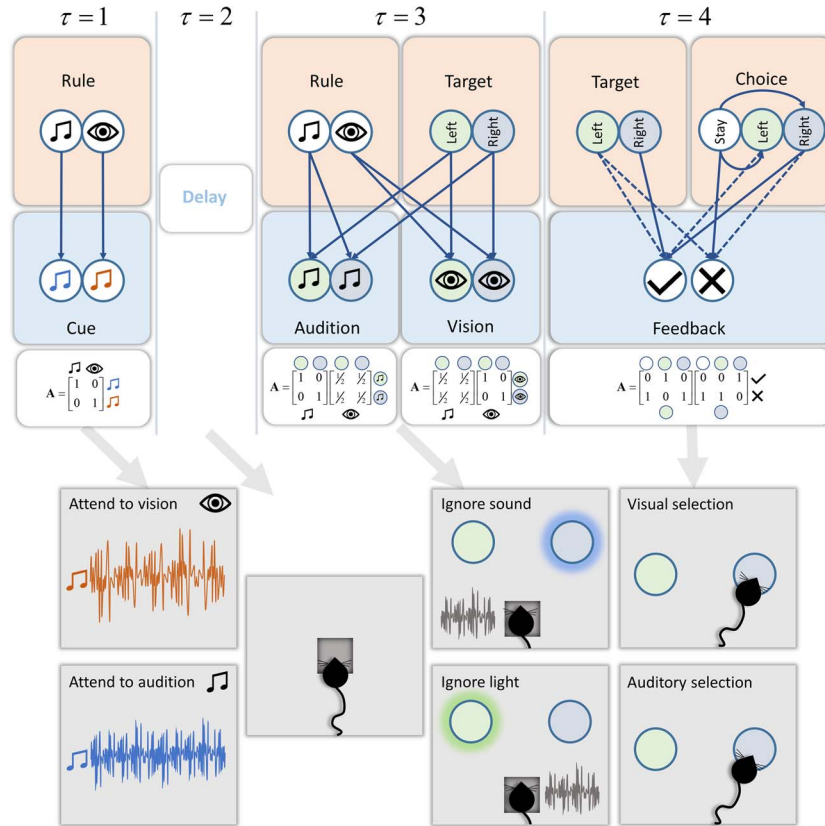 τ = 1
τ = 2
τ = 3
τ = 4
Rule
Rule
Target
Target
Choice
Left
Right
Left
Right
Stay
Left
Right
Delay
Cue
Audition
Vision
Feedback
A = [1 0
0 1]
A = [1 0
0 1] [½ ½
½ ½]
A = [½ ½
½ ½] [1 0
0 1]
A = [0 1 0
1 0 1] [0 0 1
1 1 0]
Attend to vision
Ignore sound
Visual selection
Attend to audition
Ignore light
Auditory selection